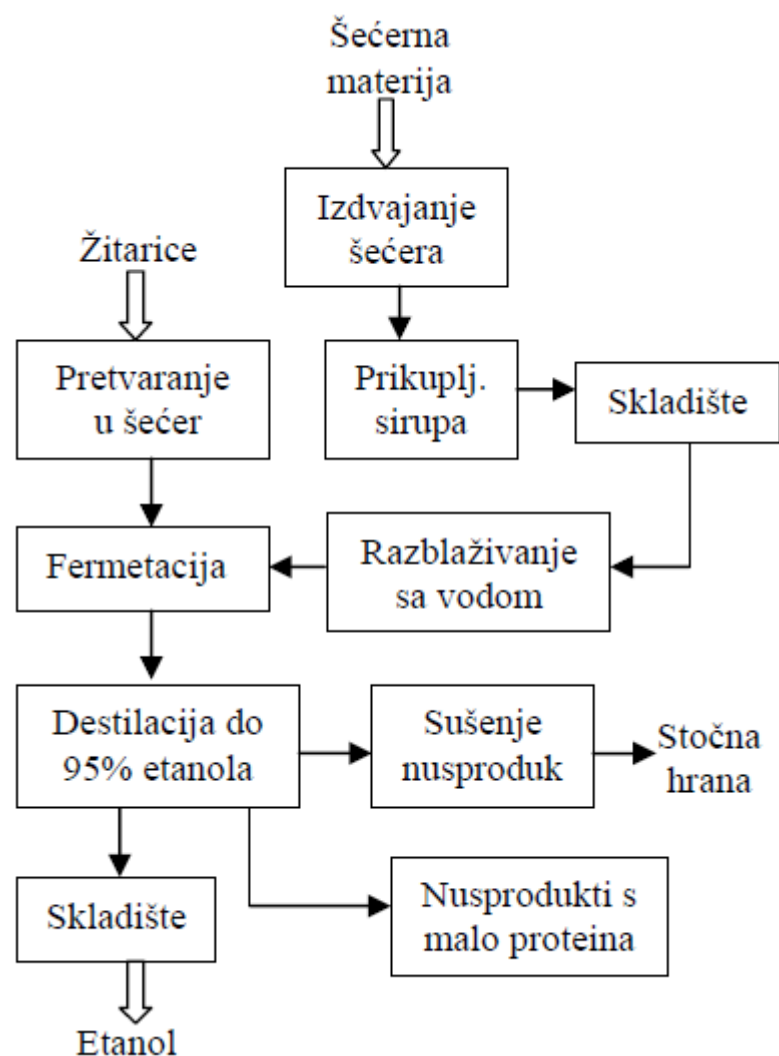 Šećerna
materija
Izdvajanje
šećera
Žitarice
Pretvaranje
u šećer
Prikuplj.
sirupa
Skladište
Fermetacija
Razblaživanje
sa vodom
Destilacija do
95% etanola
Sušenje
nusproduk
Stočna
hrana
Skladište
Nusprodukti s
malo proteina
Etanol